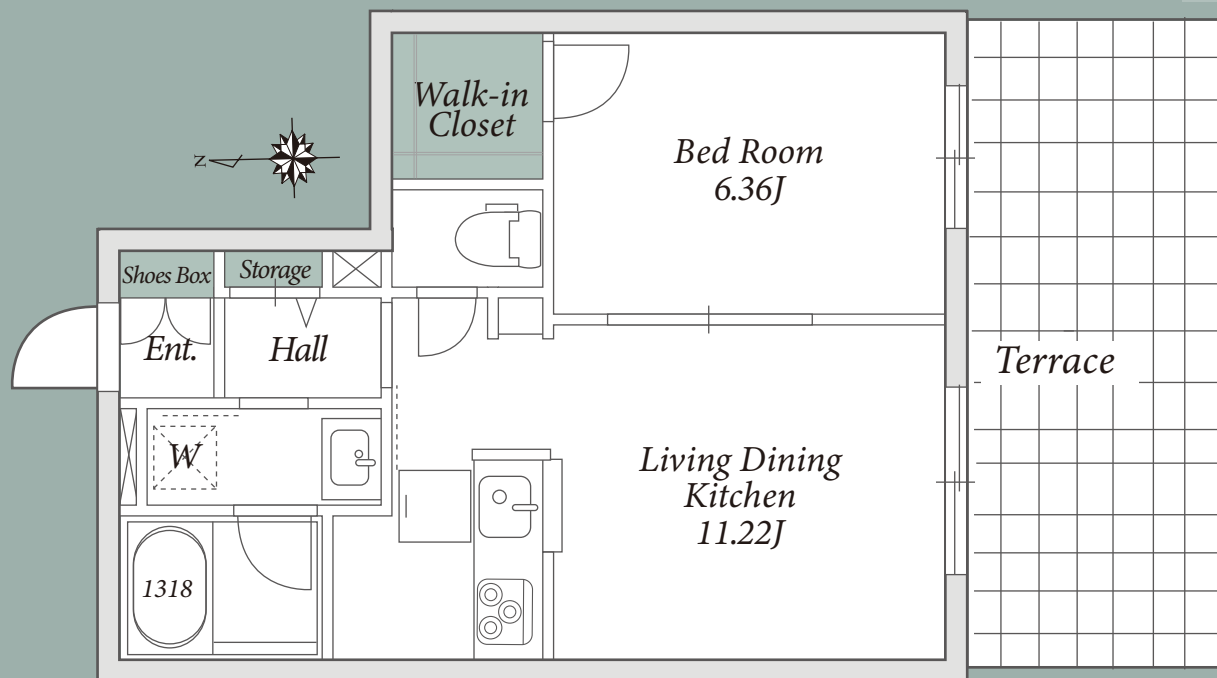 Walk-in
Closet
Bed Room
6.36J
N
Shoes Box
Storage
Ent.
Hall
Terrace
W
Living Dining
Kitchen
11.22J
1318